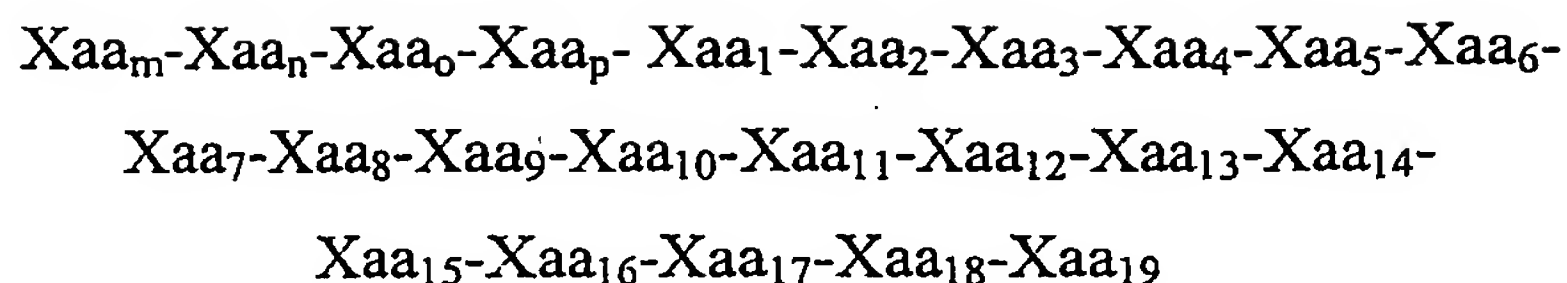 Xaaₘ-Xaaₙ-Xaaₒ-Xaaₚ- Xaa₁-Xaa₂-Xaa₃-Xaa₄-Xaa₅-Xaa₆-
Xaa₇-Xaa₈-Xaa₉-Xaa₁₀-Xaa₁₁-Xaa₁₂-Xaa₁₃-Xaa₁₄-
Xaa₁₅-Xaa₁₆-Xaa₁₇-Xaa₁₈-Xaa₁₉